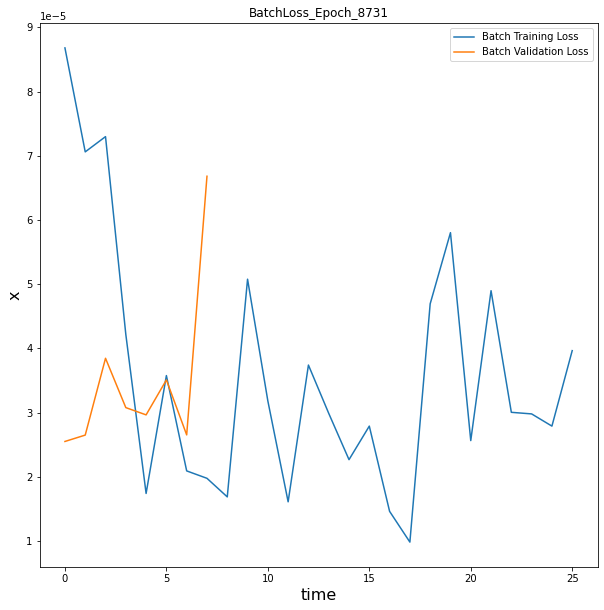 BatchLoss_Epoch_8731
1e−5
Batch Training Loss
Batch Validation Loss
9
8
7
6
5
4
3
2
1
x
0 5 10 15 20 25
time